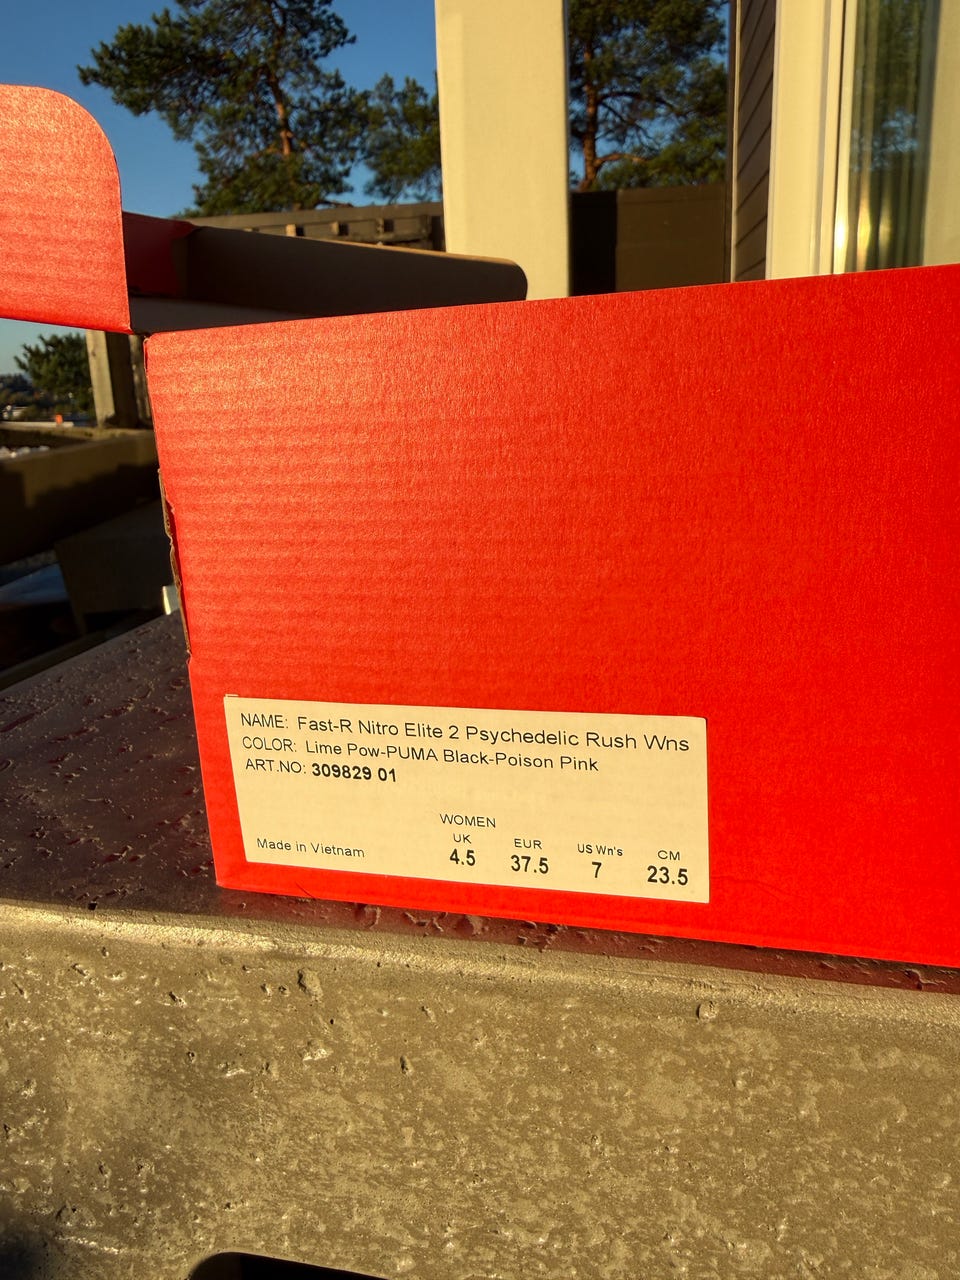 NAME: Fast-R Nitro Elite 2 Psychedelic Rush Wns
COLOR: Lime Pow-PUMA Black-Poison Pink
ART.NO: 309829 01
WOMEN
UK EUR US Wn's CM
Made in Vietnam 4.5 37.5 7 23.5